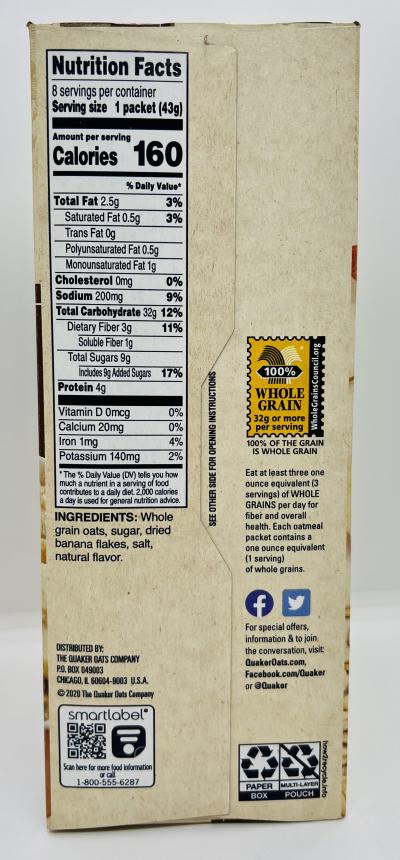 Nutrition Facts
8 servings per container
Serving size 1 packet (43g)
Amount per serving
Calories 160
% Daily Value*
Total Fat 2.5g 3%
Saturated Fat 0.5g 3%
Trans Fat 0g
Polyunsaturated Fat 0.5g
Monounsaturated Fat 1g
Cholesterol 0mg 0%
Sodium 200mg 9%
Total Carbohydrate 32g 12%
Dietary Fiber 3g 11%
Soluble Fiber 1g
Total Sugars 9g
Includes 9g Added Sugars 17%
Protein 4g
Vitamin D 0mcg 0%
Calcium 20mg 0%
Iron 1mg 4%
Potassium 140mg 2%
* The % Daily Value (DV) tells you how
much a nutrient in a serving of food
contributes to a daily diet. 2,000 calories
a day is used for general nutrition advice.
INGREDIENTS: Whole
grain oats, sugar, dried
banana flakes, salt,
natural flavor.
DISTRIBUTED BY:
THE QUAKER OATS COMPANY
P.O. BOX 049003
CHICAGO, IL 60604-9003 U.S.A.
© 2020 The Quaker Oats Company
smartlabel®
Scan here for more food information
or call
1-800-555-6287
SEE OTHER SIDE FOR OPENING INSTRUCTIONS
100%
WHOLE
GRAIN
32g or more
per serving
WholeGrainsCouncil.org
100% OF THE GRAIN
IS WHOLE GRAIN
Eat at least three one
ounce equivalent (3
servings) of WHOLE
GRAINS per day for
fiber and overall
health. Each oatmeal
packet contains a
one ounce equivalent
(1 serving)
of whole grains.
For special offers,
information & to join
the conversation, visit:
QuakerOats.com,
Facebook.com/Quaker
or @Quaker
PAPER
BOX
MULTI-LAYER
POUCH
how2recycle.info